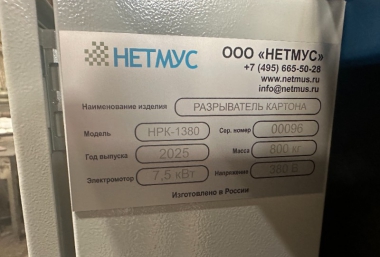 НЕТМУС
ООО «НЕТМУС»
+7 (495) 665-50-28
www.netmus.ru
info@netmus.ru
Наименование изделия РАЗРЫВАТЕЛЬ КАРТОНА
Модель НРК-1380 Сер. номер 00096
Год выпуска 2025 Масса 800 кг
Электромотор 7,5 кВт Напряжение 380 В
Изготовлено в России